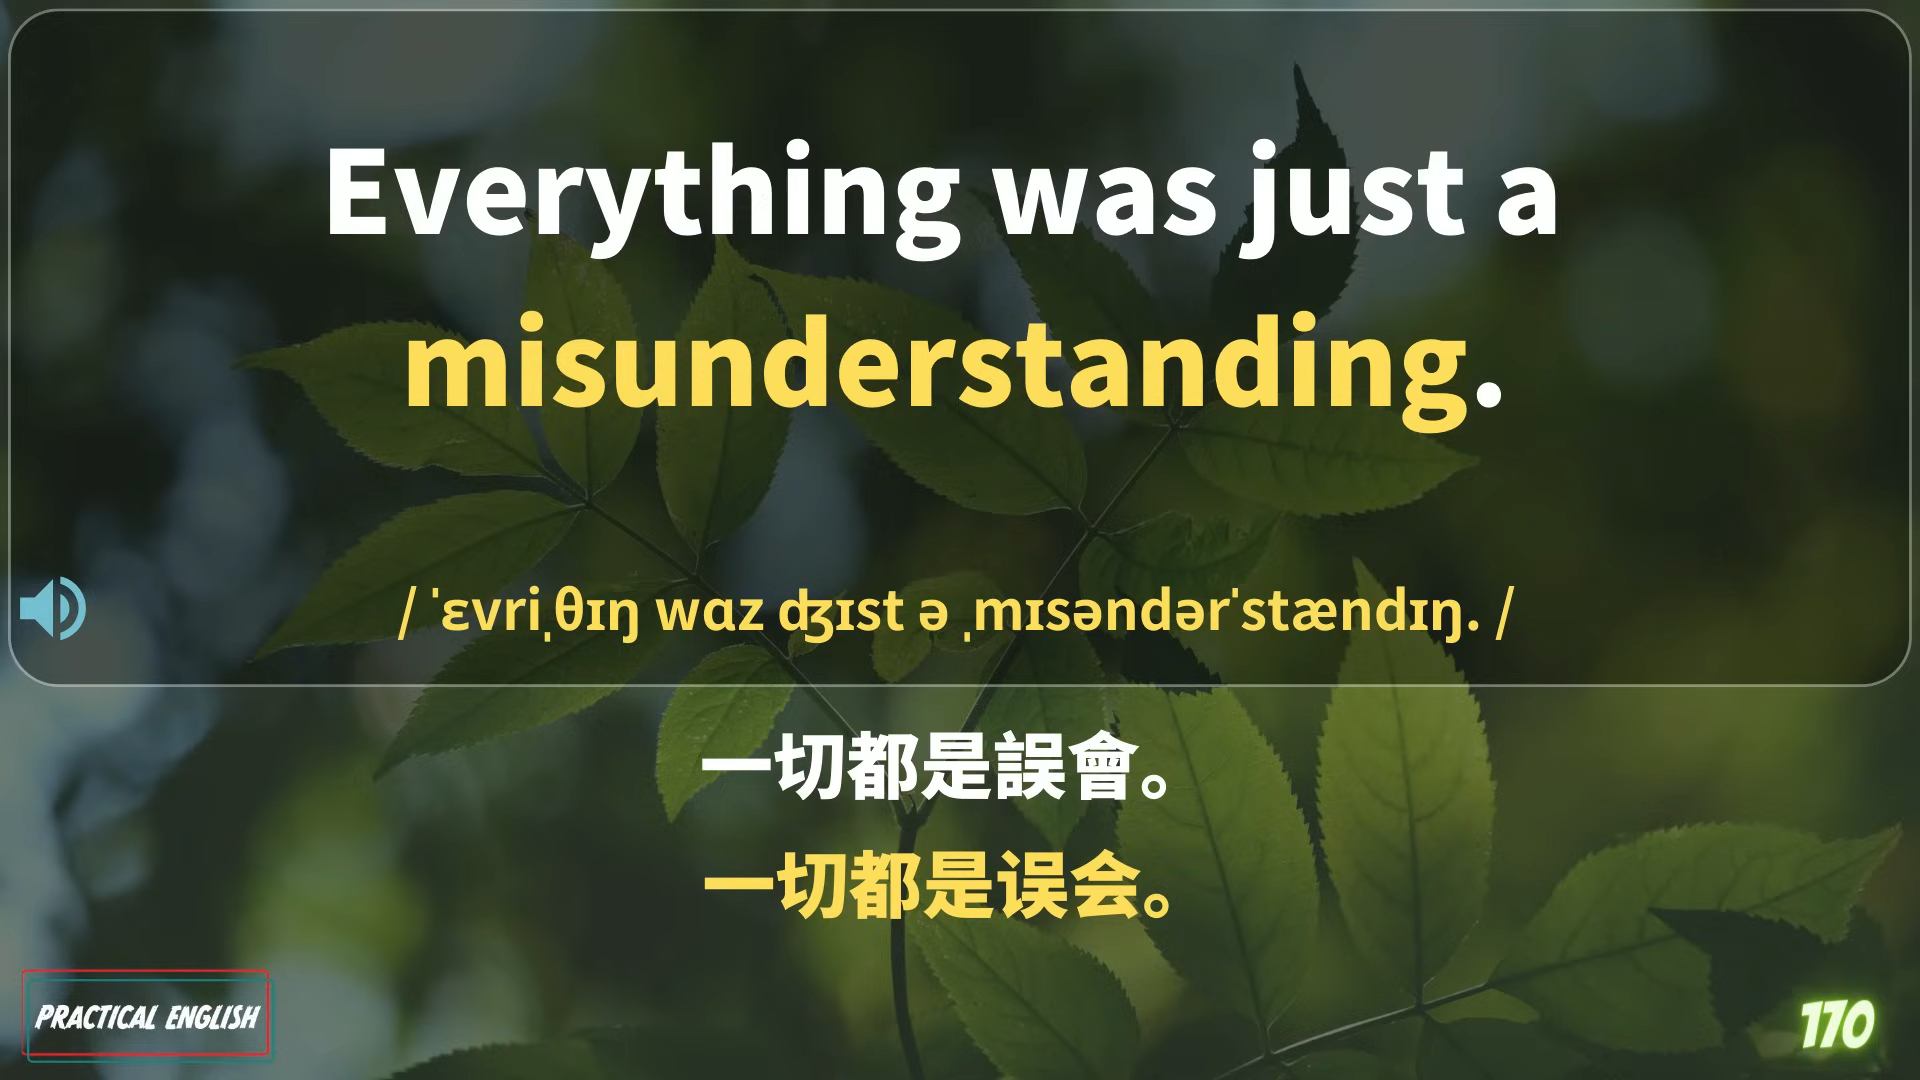 Everything was just a
misunderstanding.
/ ˈɛvriˌθɪŋ wɑz ʤɪst ə ˌmɪsəndərˈstændɪŋ. /
一切都是誤會。
一切都是误会。
PRACTICAL ENGLISH
170